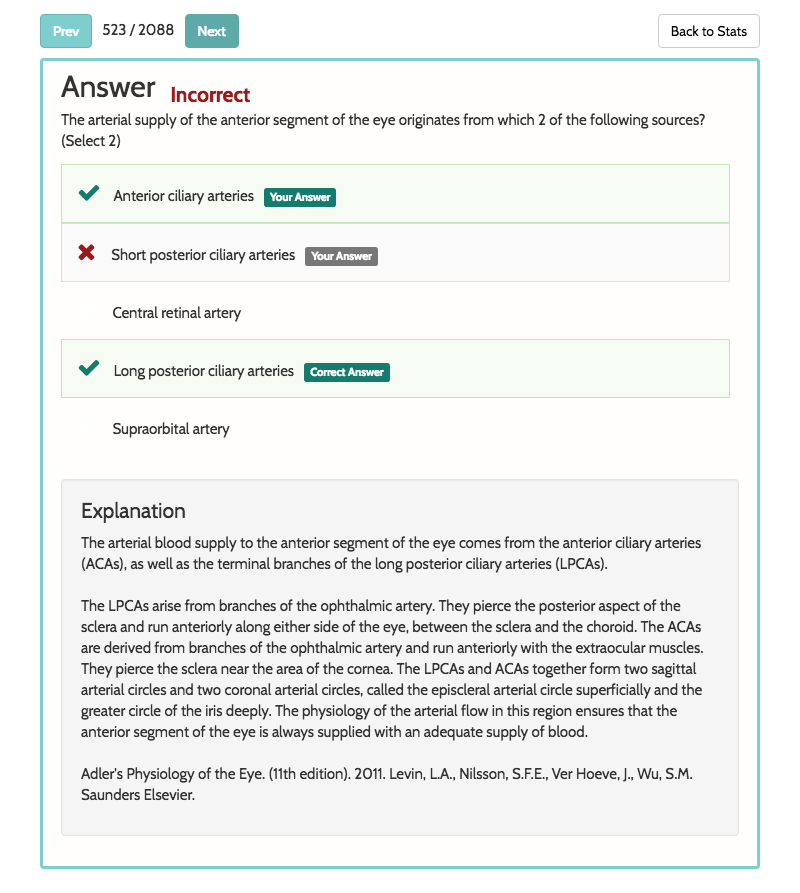 Prev 523 / 2088 Next Back to Stats
Answer Incorrect
The arterial supply of the anterior segment of the eye originates from which 2 of the following sources?
(Select 2)
Anterior ciliary arteries Your Answer
Short posterior ciliary arteries Your Answer
Central retinal artery
Long posterior ciliary arteries Correct Answer
Supraorbital artery
Explanation
The arterial blood supply to the anterior segment of the eye comes from the anterior ciliary arteries
(ACAs), as well as the terminal branches of the long posterior ciliary arteries (LPCAs).
The LPCAs arise from branches of the ophthalmic artery. They pierce the posterior aspect of the
sclera and run anteriorly along either side of the eye, between the sclera and the choroid. The ACAs
are derived from branches of the ophthalmic artery and run anteriorly with the extraocular muscles.
They pierce the sclera near the area of the cornea. The LPCAs and ACAs together form two sagittal
arterial circles and two coronal arterial circles, called the episcleral arterial circle superficially and the
greater circle of the iris deeply. The physiology of the arterial flow in this region ensures that the
anterior segment of the eye is always supplied with an adequate supply of blood.
Adler's Physiology of the Eye. (11th edition). 2011. Levin, L.A., Nilsson, S.F.E., Ver Hoeve, J., Wu, S.M.
Saunders Elsevier.